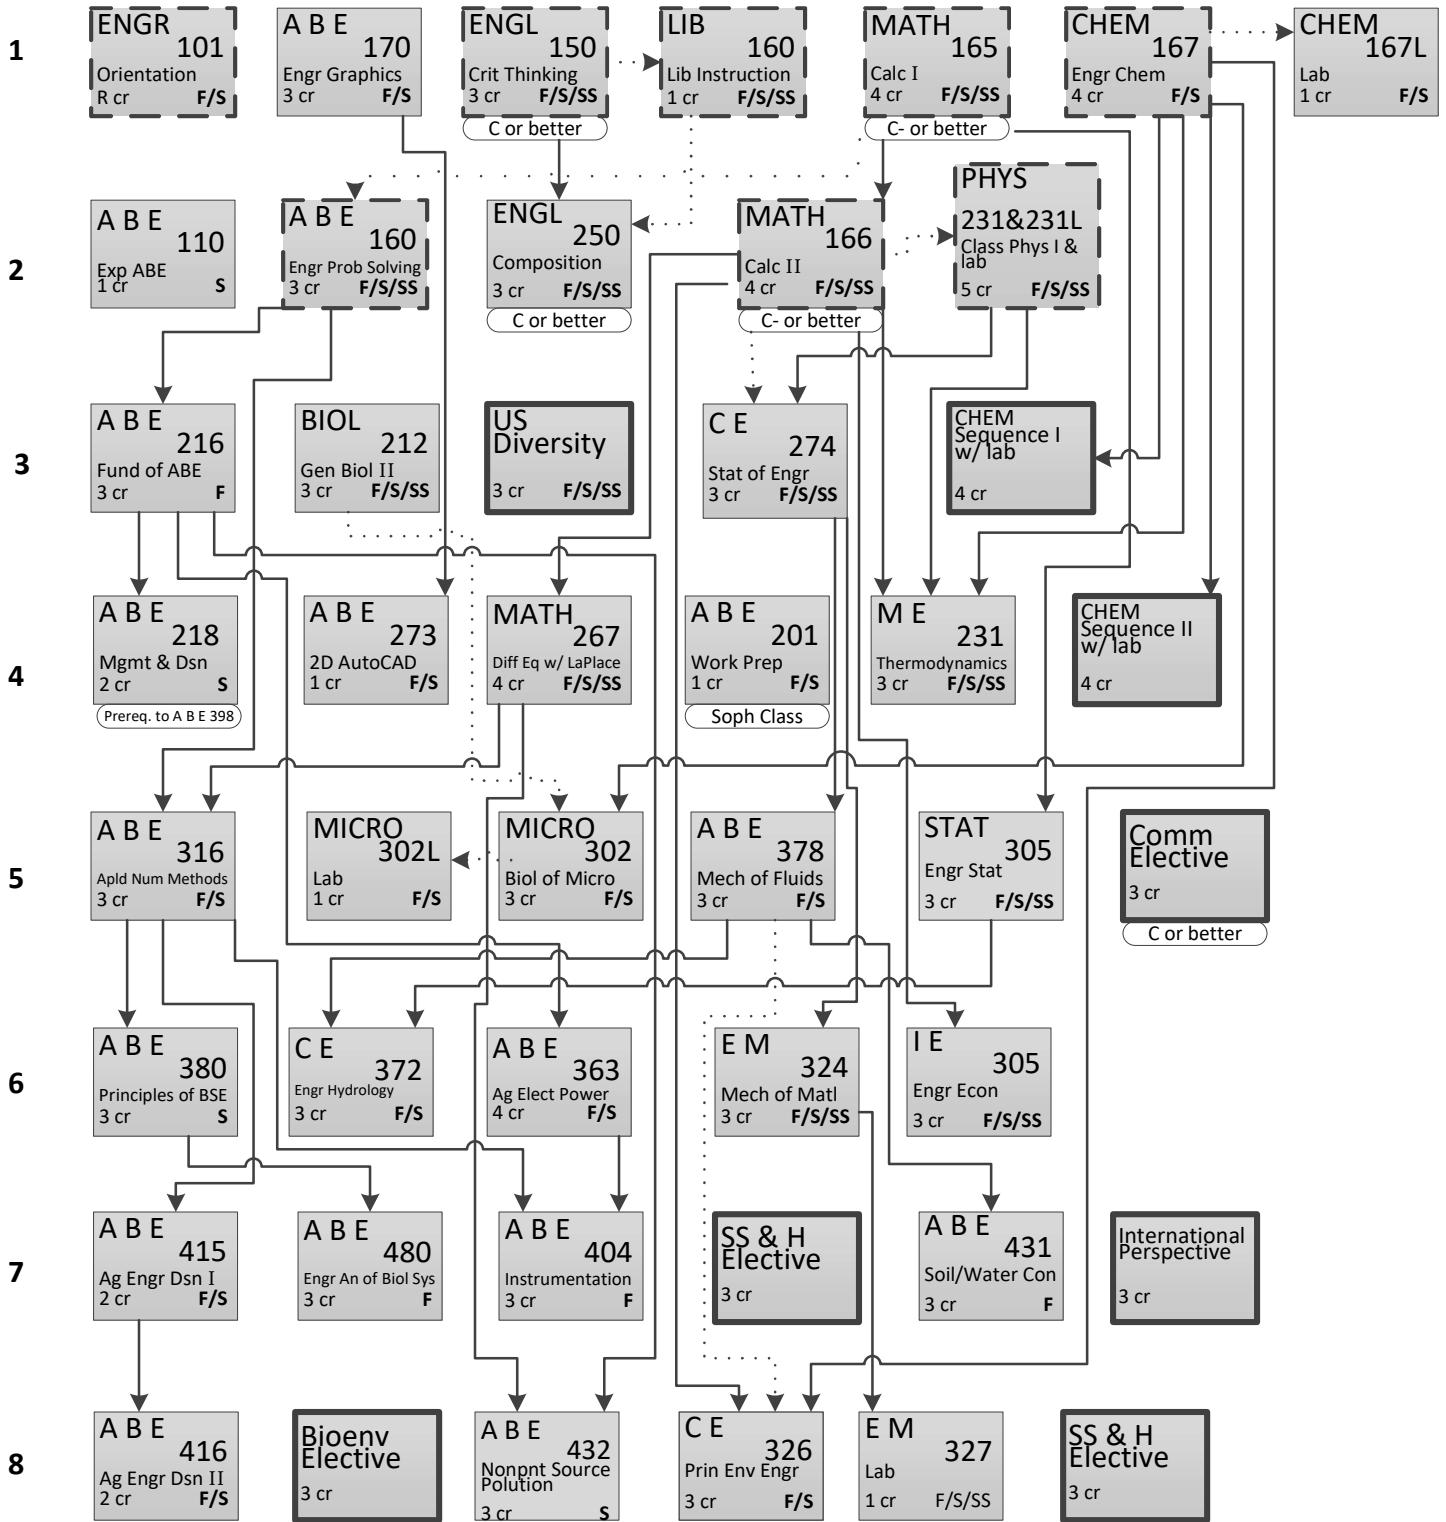 1
ENGR
101
Orientation
R cr F/S
A B E
170
Engr Graphics
3 cr F/S
ENGL
150
Crit Thinking
3 cr F/S/SS
C or better
LIB
160
Lib Instruction
1 cr F/S/SS
MATH
165
Calc I
4 cr F/S/SS
C- or better
CHEM
167
Engr Chem
4 cr F/S
CHEM
167L
Lab
1 cr F/S
2
A B E
110
Exp ABE
1 cr S
A B E
160
Engr Prob Solving
3 cr F/S/SS
ENGL
250
Composition
3 cr F/S/SS
C or better
MATH
166
Calc II
4 cr F/S/SS
C- or better
PHYS
231&231L
Class Phys I &
lab
5 cr F/S/SS
3
A B E
216
Fund of ABE
3 cr F
BIOL
212
Gen Biol II
3 cr F/S/SS
US
Diversity
3 cr F/S/SS
C E
274
Stat of Engr
3 cr F/S/SS
CHEM
Sequence I
w/ lab
4 cr
4
A B E
218
Mgmt & Dsn
2 cr S
Prereq. to A B E 398
A B E
273
2D AutoCAD
1 cr F/S
MATH
267
Diff Eq w/ LaPlace
4 cr F/S/SS
A B E
201
Work Prep
1 cr F/S
Soph Class
M E
231
Thermodynamics
3 cr F/S/SS
CHEM
Sequence II
w/ lab
4 cr
5
A B E
316
Apld Num Methods
3 cr F/S
MICRO
302L
Lab
1 cr F/S
MICRO
302
Biol of Micro
3 cr F/S
A B E
378
Mech of Fluids
3 cr F/S
STAT
305
Engr Stat
3 cr F/S/SS
Comm
Elective
3 cr
C or better
6
A B E
380
Principles of BSE
3 cr S
C E
372
Engr Hydrology
3 cr F/S
A B E
363
Ag Elect Power
4 cr F/S
E M
324
Mech of Matl
3 cr F/S/SS
I E
305
Engr Econ
3 cr F/S/SS
7
A B E
415
Ag Engr Dsn I
2 cr F/S
A B E
480
Engr An of Biol Sys
3 cr F
A B E
404
Instrumentation
3 cr F
SS & H
Elective
3 cr
A B E
431
Soil/Water Con
3 cr F
International
Perspective
3 cr
8
A B E
416
Ag Engr Dsn II
2 cr F/S
Bioenv
Elective
3 cr
A B E
432
Nonpnt Source
Polution
3 cr S
C E
326
Prin Env Engr
3 cr F/S
E M
327
Lab
1 cr F/S/SS
SS & H
Elective
3 cr